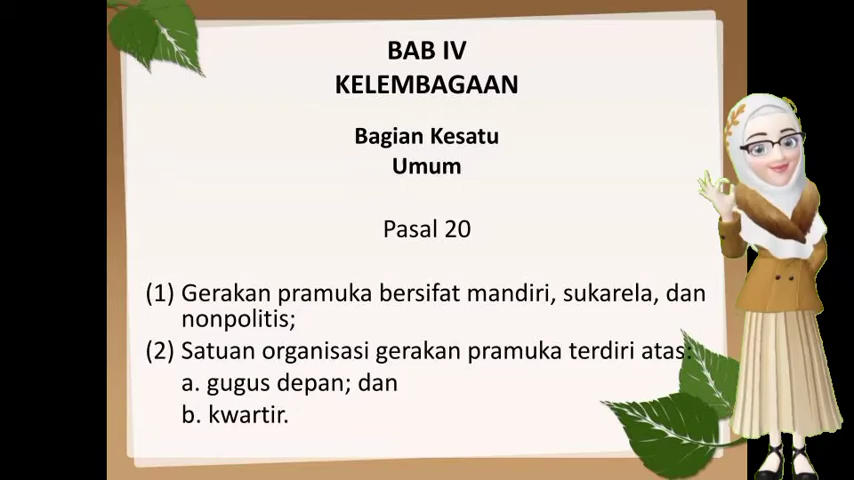 BAB IV
KELEMBAGAAN
Bagian Kesatu
Umum
Pasal 20
(1) Gerakan pramuka bersifat mandiri, sukarela, dan
nonpolitis;
(2) Satuan organisasi gerakan pramuka terdiri atas:
a. gugus depan; dan
b. kwartir.